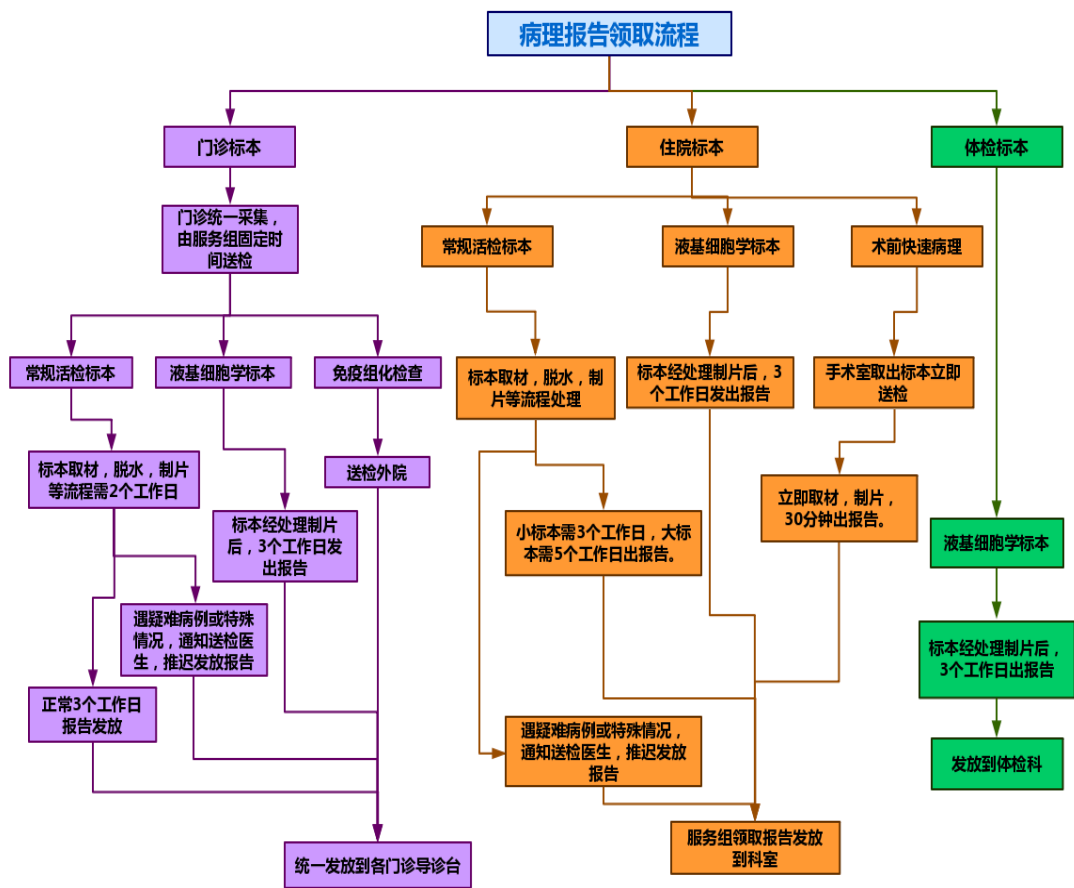 病理报告领取流程
门诊标本
住院标本
体检标本
门诊统一采集，
由服务组固定时
间送检
常规活检标本
液基细胞学标本
术前快速病理
常规活检标本
液基细胞学标本
免疫组化检查
标本取材，脱水，制
片等流程处理
标本经处理制片后，3
个工作日发出报告
手术室取出标本立即
送检
标本取材，脱水，制片
等流程需2个工作日
送检外院
立即取材，制片，
30分钟出报告。
标本经处理制片
后，3个工作日发
出报告
小标本需3个工作日，大标
本需5个工作日出报告。
液基细胞学标本
遇疑难病例或特殊
情况，通知送检医
生，推迟发放报告
标本经处理制片后，
3个工作日出报告
正常3个工作日
报告发放
遇疑难病例或特殊情况，
通知送检医生，推迟发放
报告
发放到体检科
服务组领取报告发放
到科室
统一发放到各门诊导诊台